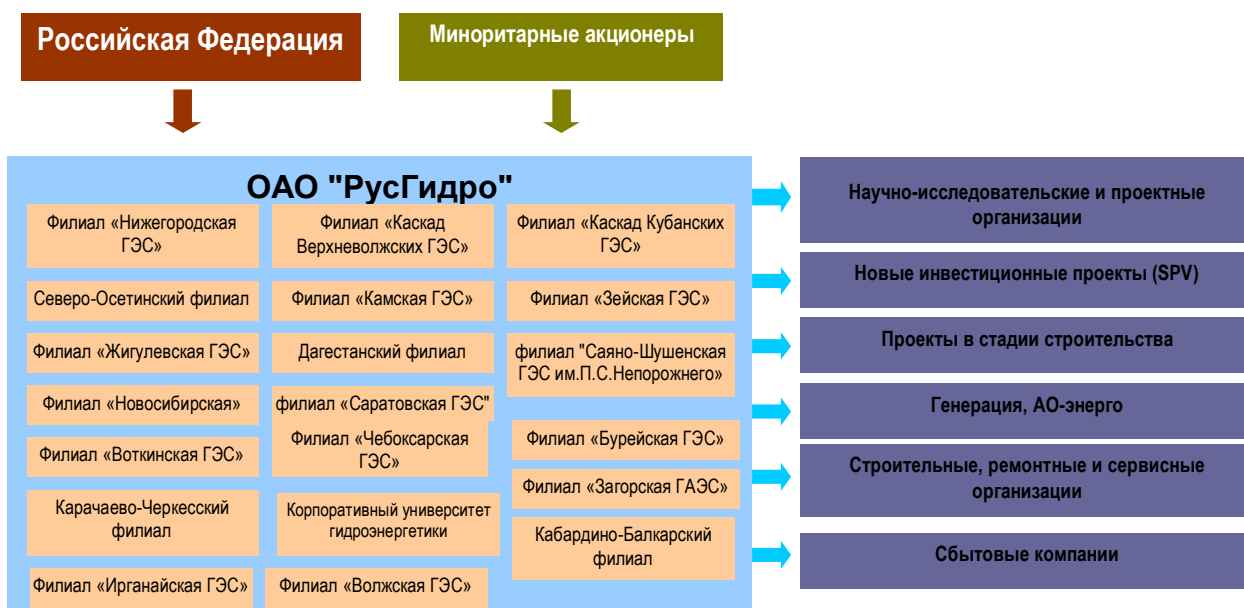 Российская Федерация
Миноритарные акционеры
ОАО "РусГидро"
Филиал «Нижегородская
ГЭС»
Филиал «Каскад
Верхневолжских ГЭС»
Филиал «Каскад Кубанских
ГЭС»
Северо-Осетинский филиал
Филиал «Камская ГЭС»
Филиал «Зейская ГЭС»
Филиал «Жигулевская ГЭС»
Дагестанский филиал
филиал "Саяно-Шушенская
ГЭС им.П.С.Непорожнего»
Филиал «Новосибирская»
филиал «Саратовская ГЭС"
Филиал «Воткинская ГЭС»
Филиал «Чебоксарская
ГЭС»
Филиал «Бурейская ГЭС»
Филиал «Загорская ГАЭС»
Карачаево-Черкесский
филиал
Корпоративный университет
гидроэнергетики
Кабардино-Балкарский
филиал
Филиал «Ирганайская ГЭС»
Филиал «Волжская ГЭС»
Научно-исследовательские и проектные
организации
Новые инвестиционные проекты (SPV)
Проекты в стадии строительства
Генерация, АО-энерго
Строительные, ремонтные и сервисные
организации
Сбытовые компании